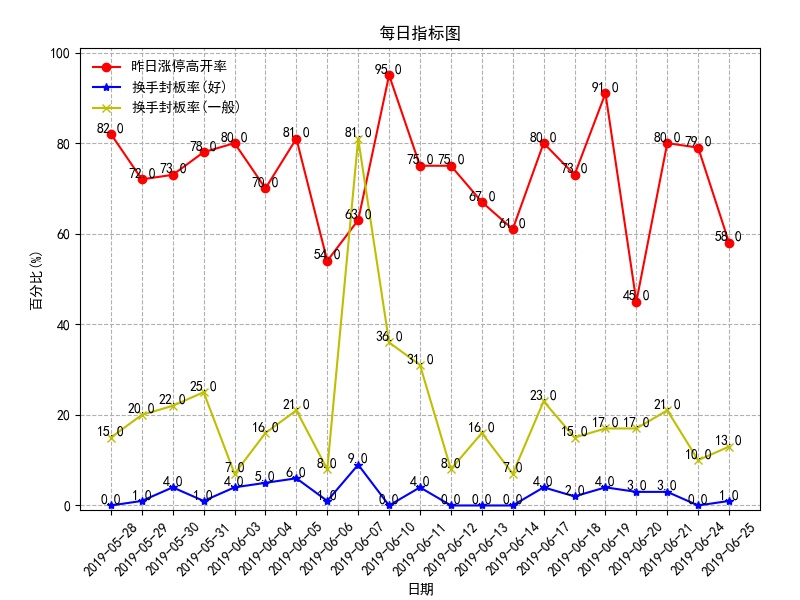 每日指标图
昨日涨停高开率
换手封板率(好)
换手封板率(一般)
百分比(%)
100
80
60
40
20
0
82.0 72.0 73.0 78.0 80.0 70.0 81.0 54.0 63.0 95.0 75.0 75.0 67.0 61.0 80.0 73.0 91.0 45.0 80.0 79.0 58.0
15.0 20.0 22.0 25.0 7.0 16.0 21.0 8.0 81.0 36.0 31.0 8.0 16.0 7.0 23.0 15.0 17.0 17.0 21.0 10.0 13.0
0.0 1.0 4.0 1.0 4.0 5.0 6.0 1.0 9.0 0.0 4.0 0.0 0.0 0.0 4.0 2.0 4.0 3.0 3.0 0.0 1.0
2019-05-28 2019-05-29 2019-05-30 2019-05-31 2019-06-03 2019-06-04 2019-06-05 2019-06-06 2019-06-07 2019-06-10 2019-06-11 2019-06-12 2019-06-13 2019-06-14 2019-06-17 2019-06-18 2019-06-19 2019-06-20 2019-06-21 2019-06-24 2019-06-25
日期